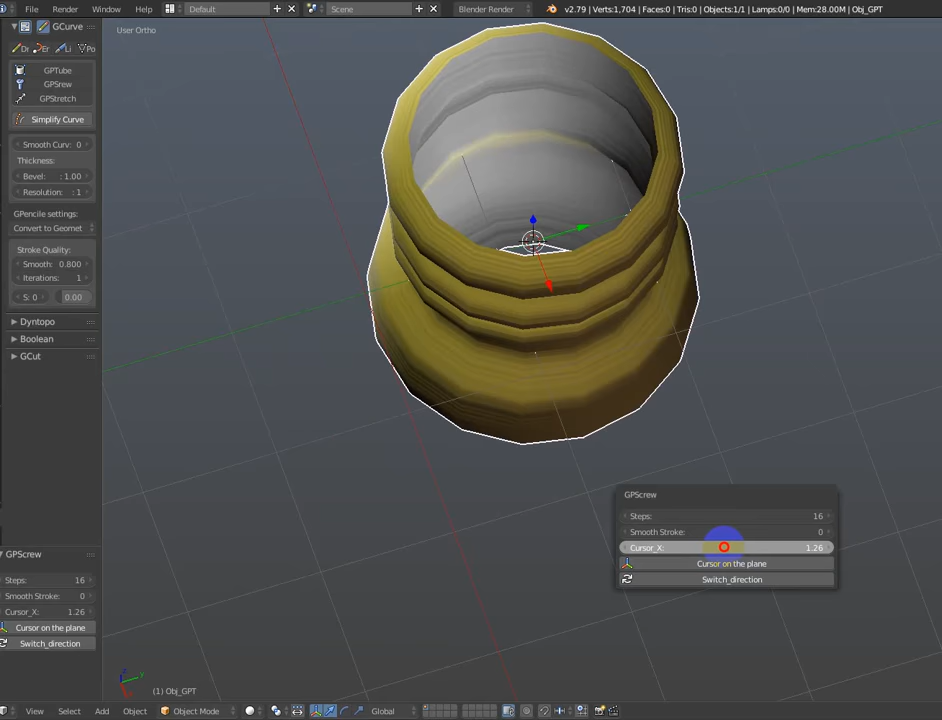 File Render Window Help Default Scene Blender Render v2.79 | Verts:1,704 | Faces:0 | Tris:0 | Objects:1/1 | Lamps:0/0 | Mem:28.00M | Obj_GPT
GCurve
User Ortho
Dr Er Li Po
GPTube
GPSrew
GPStretch
Simplify Curve
Smooth Curv: 0
Thickness:
Bevel: : 1.00
Resolution: : 1
GPencile settings:
Convert to Geomet
Stroke Quality:
Smooth: 0.800
Iterations: 1
S: 0 0.00
Dyntopo
Boolean
GCut
GPScrew
Steps: 16
Smooth Stroke: 0
Cursor_X: 1.26
Cursor on the plane
Switch_direction
GPScrew
Steps: 16
Smooth Stroke: 0
Cursor_X: 1.26
Cursor on the plane
Switch_direction
z y
(1) Obj_GPT
View Select Add Object Object Mode Global